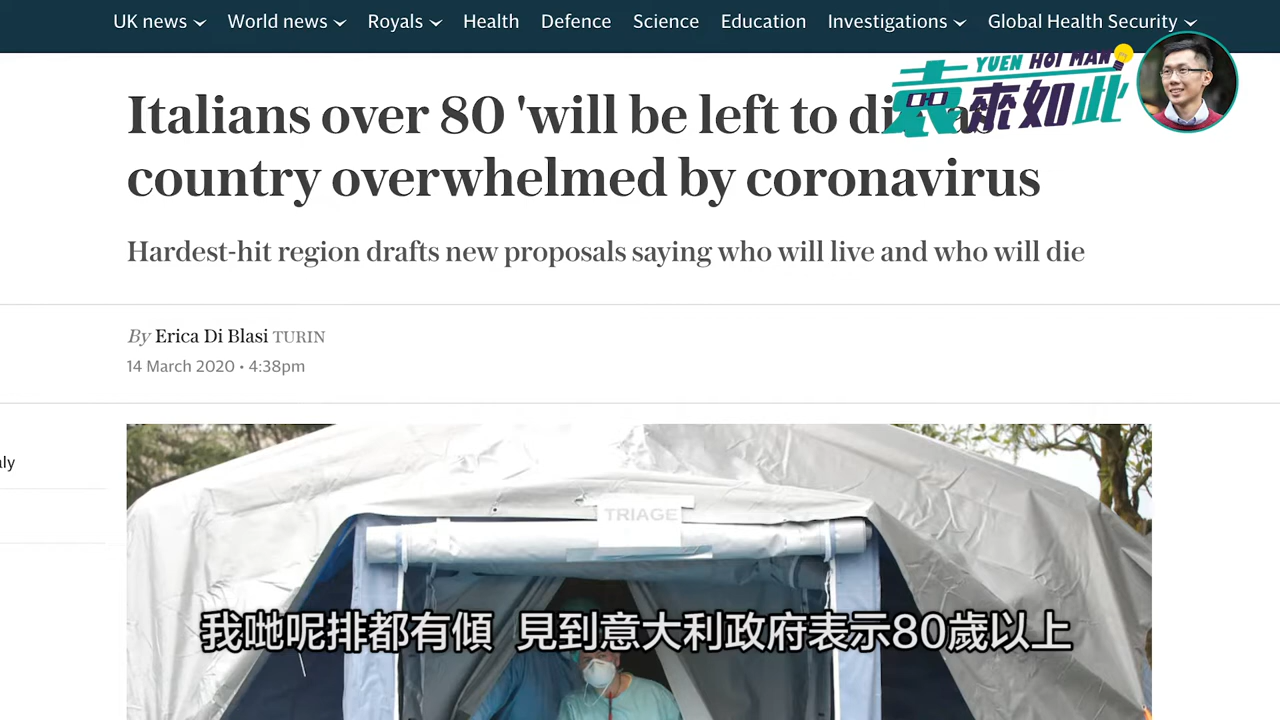 UK news World news Royals Health Defence Science Education Investigations Global Health Security
YUEN HOI MAN
袁來如此
Italians over 80 'will be left to die as
country overwhelmed by coronavirus
Hardest-hit region drafts new proposals saying who will live and who will die
By Erica Di Blasi TURIN
14 March 2020 • 4:38pm
aly
TRIAGE
我哋呢排都有傾 見到意大利政府表示80歲以上